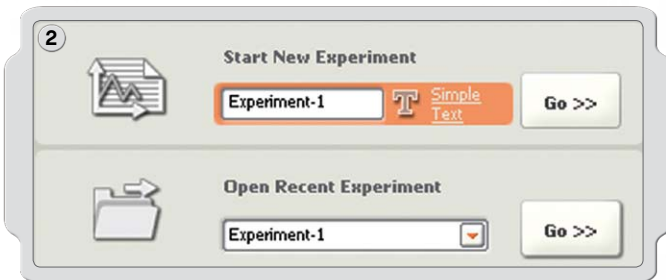 2
Start New Experiment
Experiment-1
T Simple
Text
Go >>
Open Recent Experiment
Experiment-1
Go >>